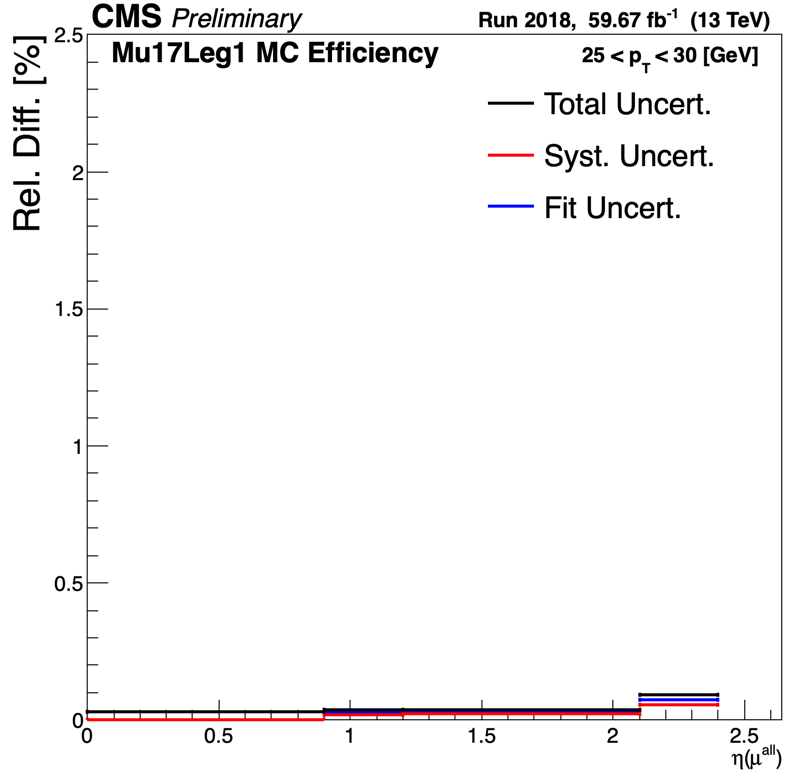 CMS Preliminary
Run 2018, 59.67 fb⁻¹ (13 TeV)
Mu17Leg1 MC Efficiency
25 < p_T < 30 [GeV]
Total Uncert.
Syst. Uncert.
Fit Uncert.
Rel. Diff. [%]
2.5
2
1.5
1
0.5
0
0 0.5 1 1.5 2 2.5
η(μ^all)